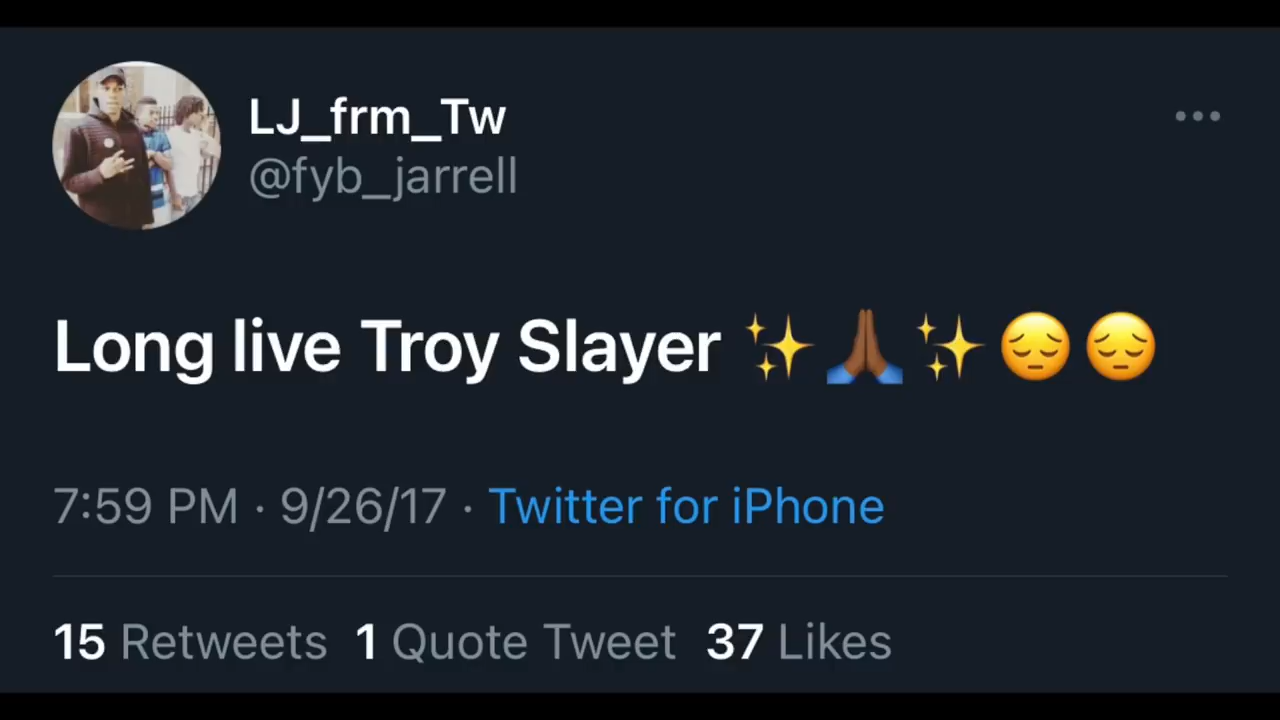 LJ_frm_Tw
@fyb_jarrell
Long live Troy Slayer ✨🙏🏾✨😔😔
7:59 PM · 9/26/17 · Twitter for iPhone
15 Retweets 1 Quote Tweet 37 Likes